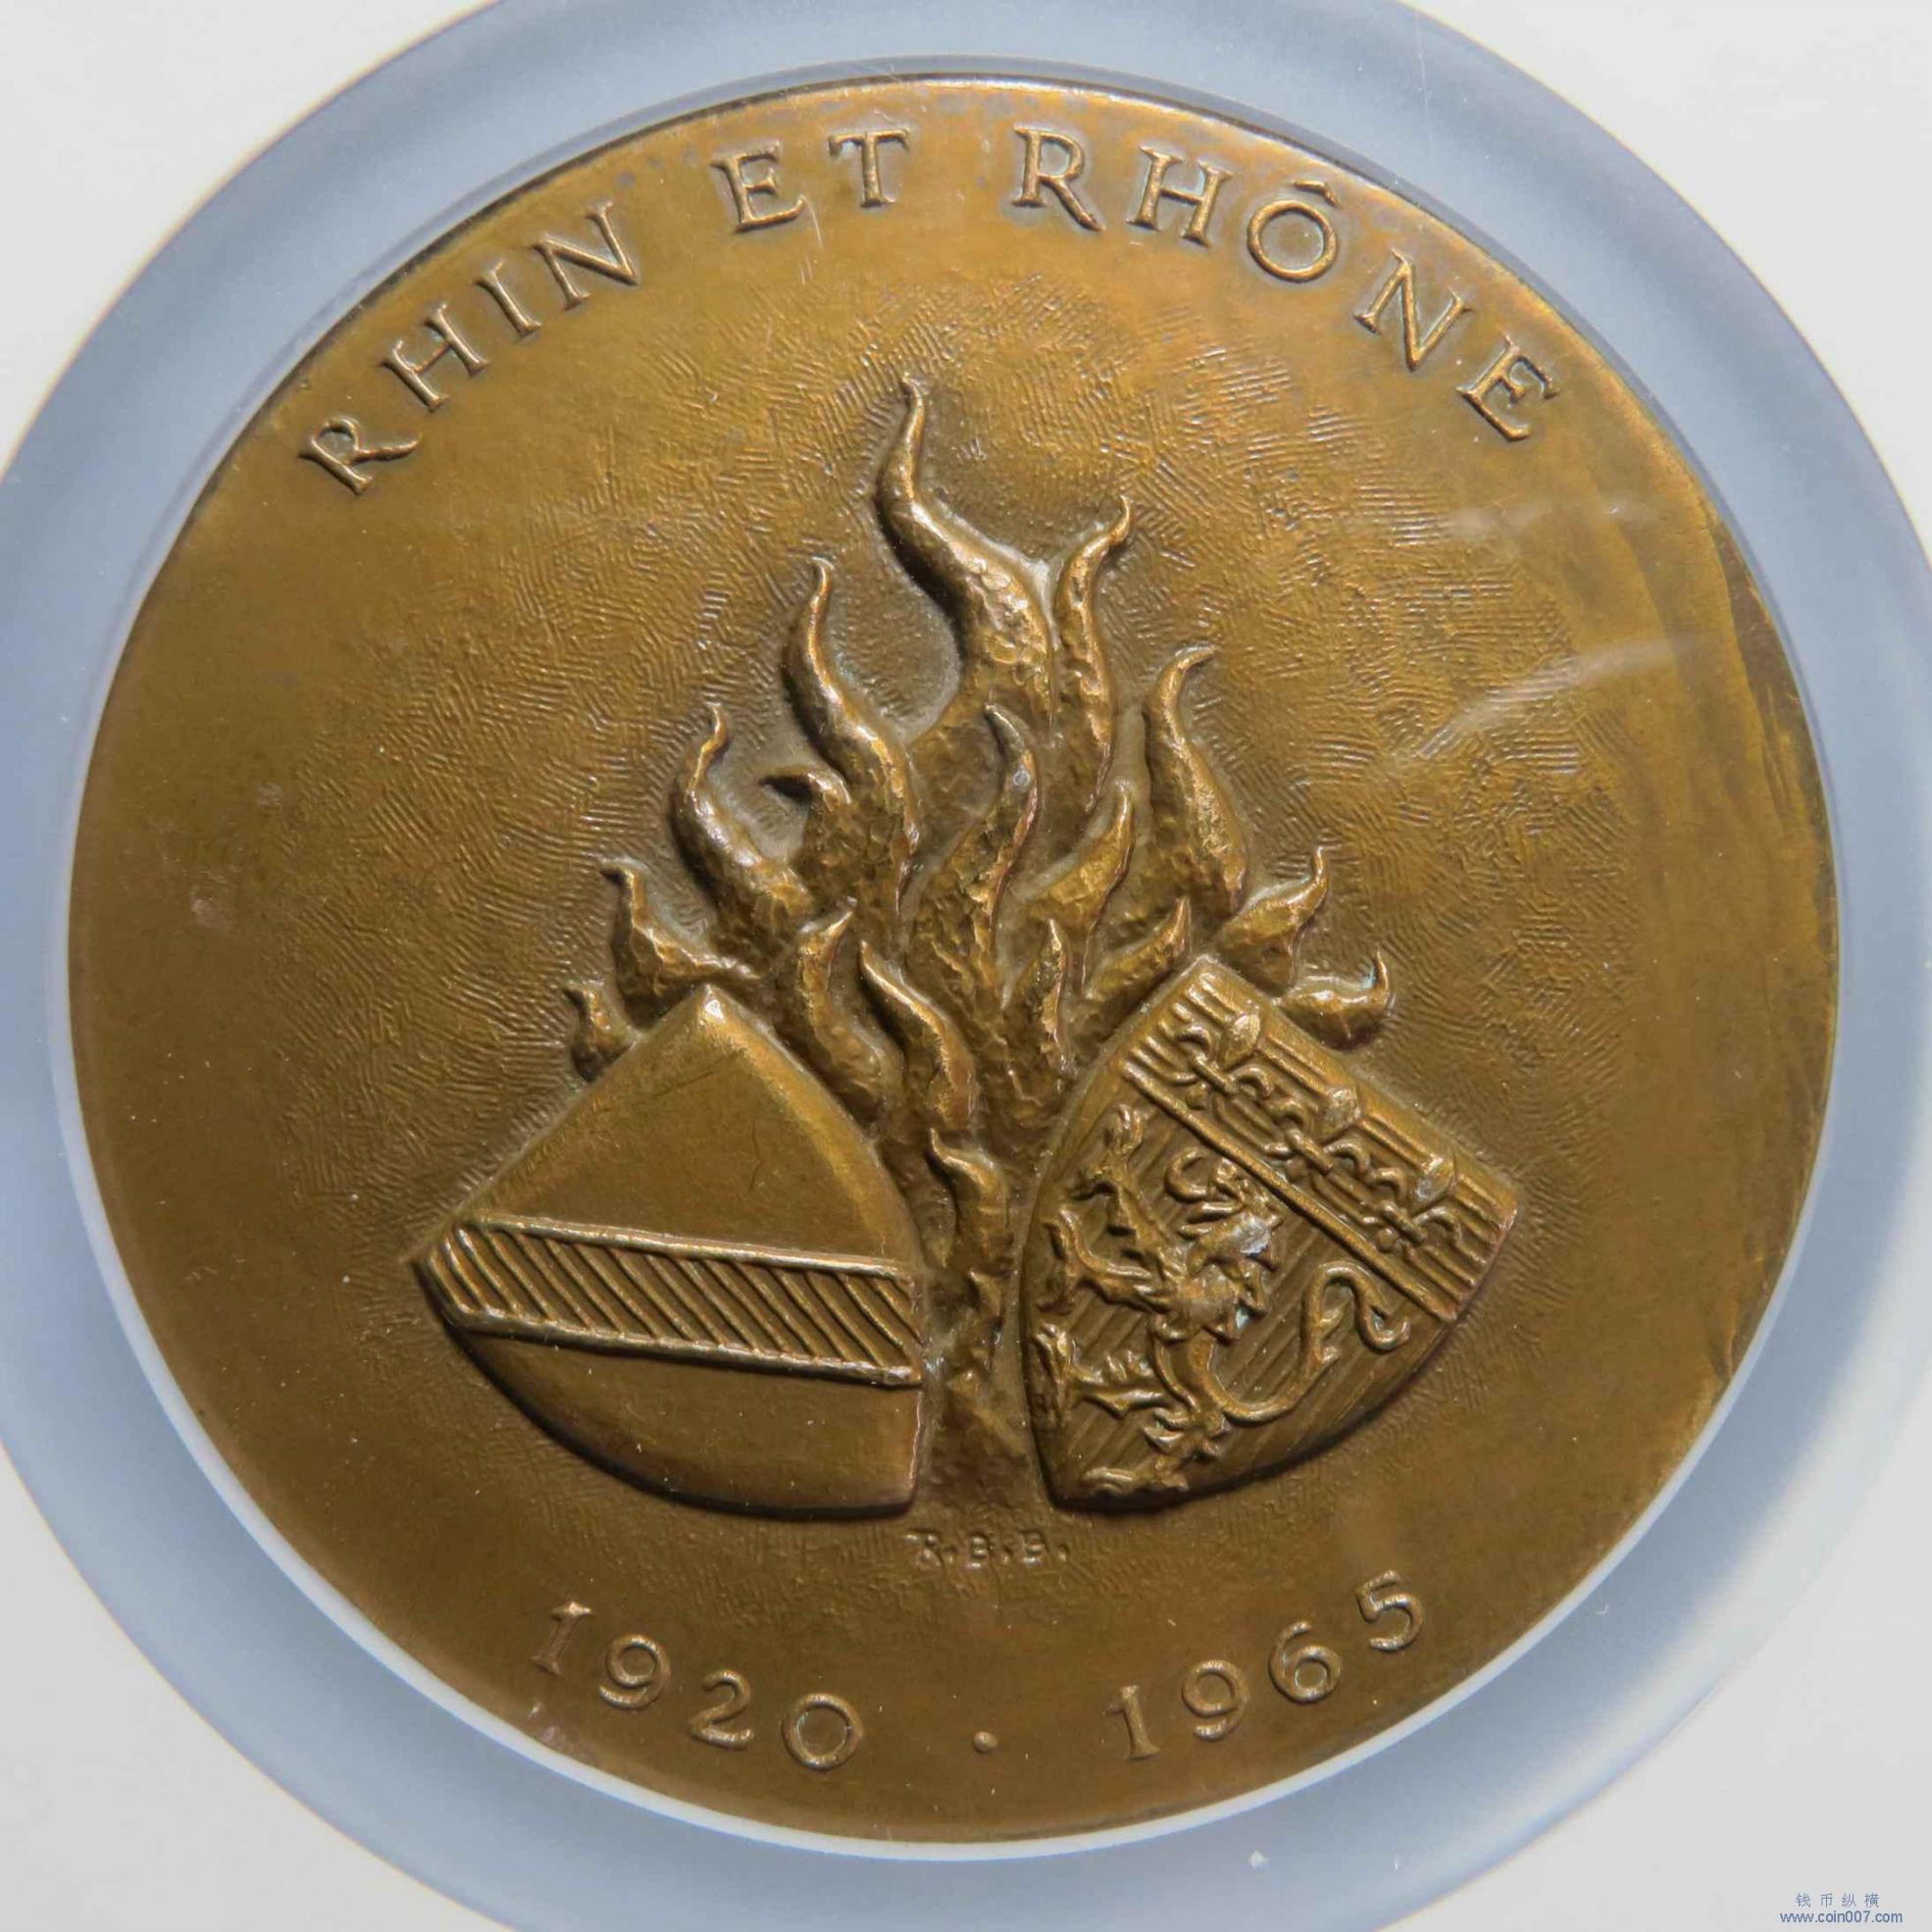 RHIN ET RHÔNE
R.B.B.
1920 · 1965
钱币纵横
www.coin007.com